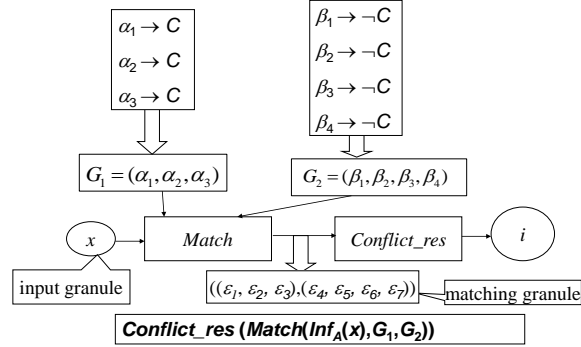 α₁ → C
α₂ → C
α₃ → C
β₁ → ¬C
β₂ → ¬C
β₃ → ¬C
β₄ → ¬C
G₁ = (α₁, α₂, α₃)
G₂ = (β₁, β₂, β₃, β₄)
x
Match
Conflict_res
i
input granule
((ε₁, ε₂, ε₃),(ε₄, ε₅, ε₆, ε₇))
matching granule
Conflict_res (Match(Inf_A(x),G₁,G₂))